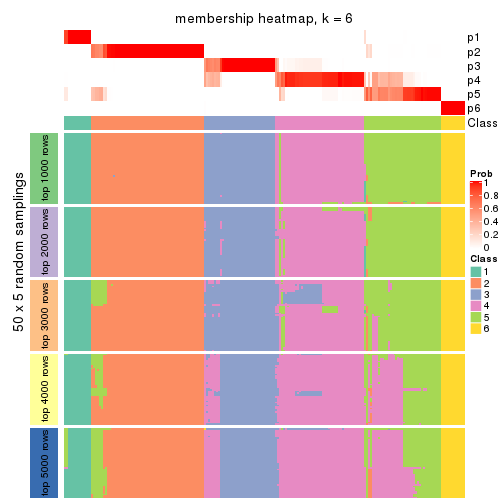 membership heatmap, k = 6
p1
p2
p3
p4
p5
p6
Class
50 x 5 random samplings
top 1000 rows
top 2000 rows
top 3000 rows
top 4000 rows
top 5000 rows
Prob
1
0.8
0.6
0.4
0.2
0
Class
1
2
3
4
5
6